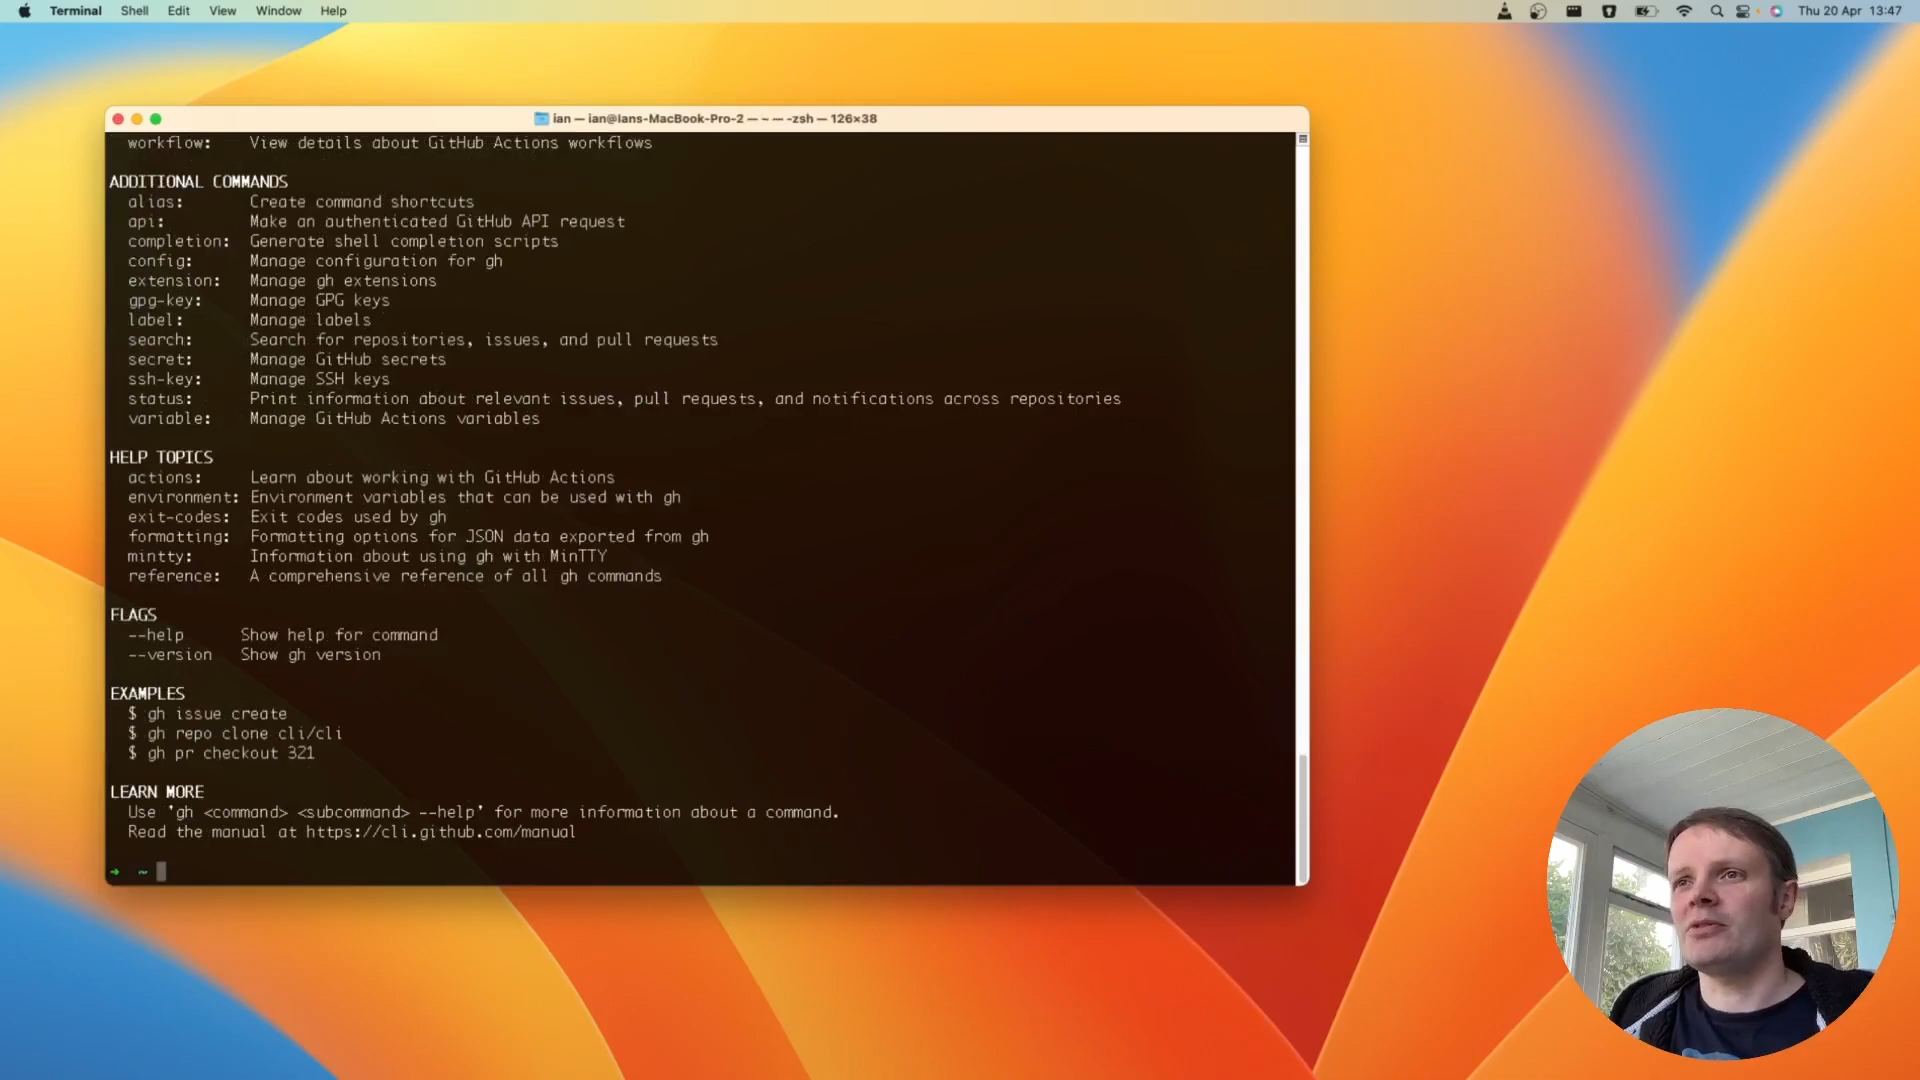 Terminal Shell Edit View Window Help Thu 20 Apr 13:47
ian — ian@Ians-MacBook-Pro-2 — ~ — -zsh — 126×38
workflow: View details about GitHub Actions workflows
ADDITIONAL COMMANDS
alias: Create command shortcuts
api: Make an authenticated GitHub API request
completion: Generate shell completion scripts
config: Manage configuration for gh
extension: Manage gh extensions
gpg-key: Manage GPG keys
label: Manage labels
search: Search for repositories, issues, and pull requests
secret: Manage GitHub secrets
ssh-key: Manage SSH keys
status: Print information about relevant issues, pull requests, and notifications across repositories
variable: Manage GitHub Actions variables
HELP TOPICS
actions: Learn about working with GitHub Actions
environment: Environment variables that can be used with gh
exit-codes: Exit codes used by gh
formatting: Formatting options for JSON data exported from gh
mintty: Information about using gh with MinTTY
reference: A comprehensive reference of all gh commands
FLAGS
--help Show help for command
--version Show gh version
EXAMPLES
$ gh issue create
$ gh repo clone cli/cli
$ gh pr checkout 321
LEARN MORE
Use 'gh <command> <subcommand> --help' for more information about a command.
Read the manual at https://cli.github.com/manual
➜ ~